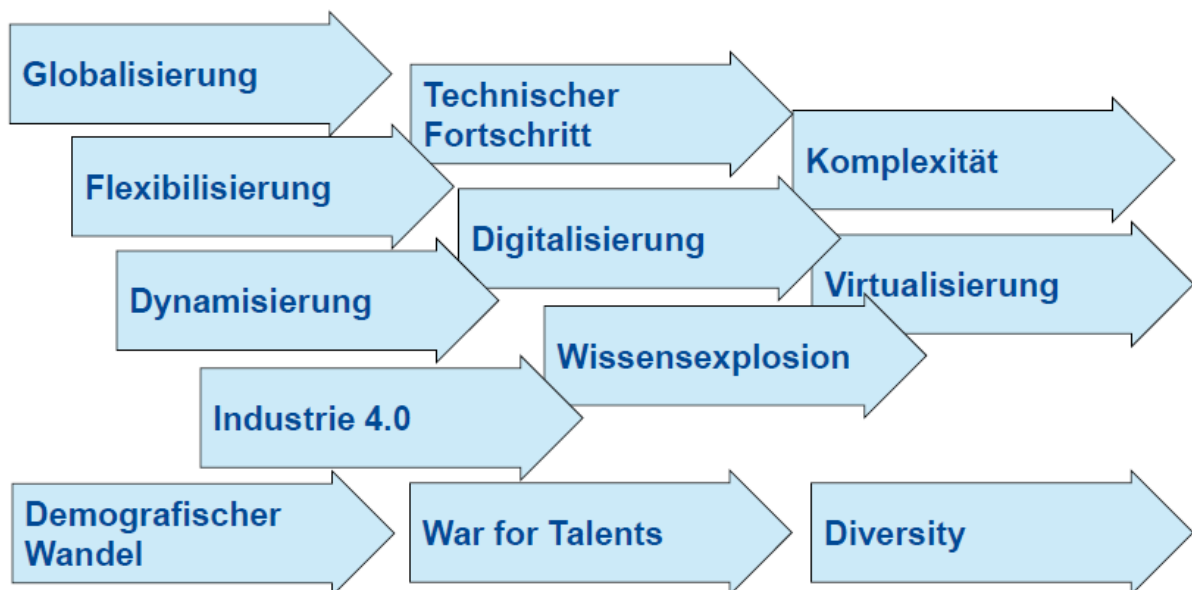 Globalisierung
Technischer
Fortschritt
Komplexität
Flexibilisierung
Digitalisierung
Virtualisierung
Dynamisierung
Wissensexplosion
Industrie 4.0
Demografischer
Wandel
War for Talents
Diversity